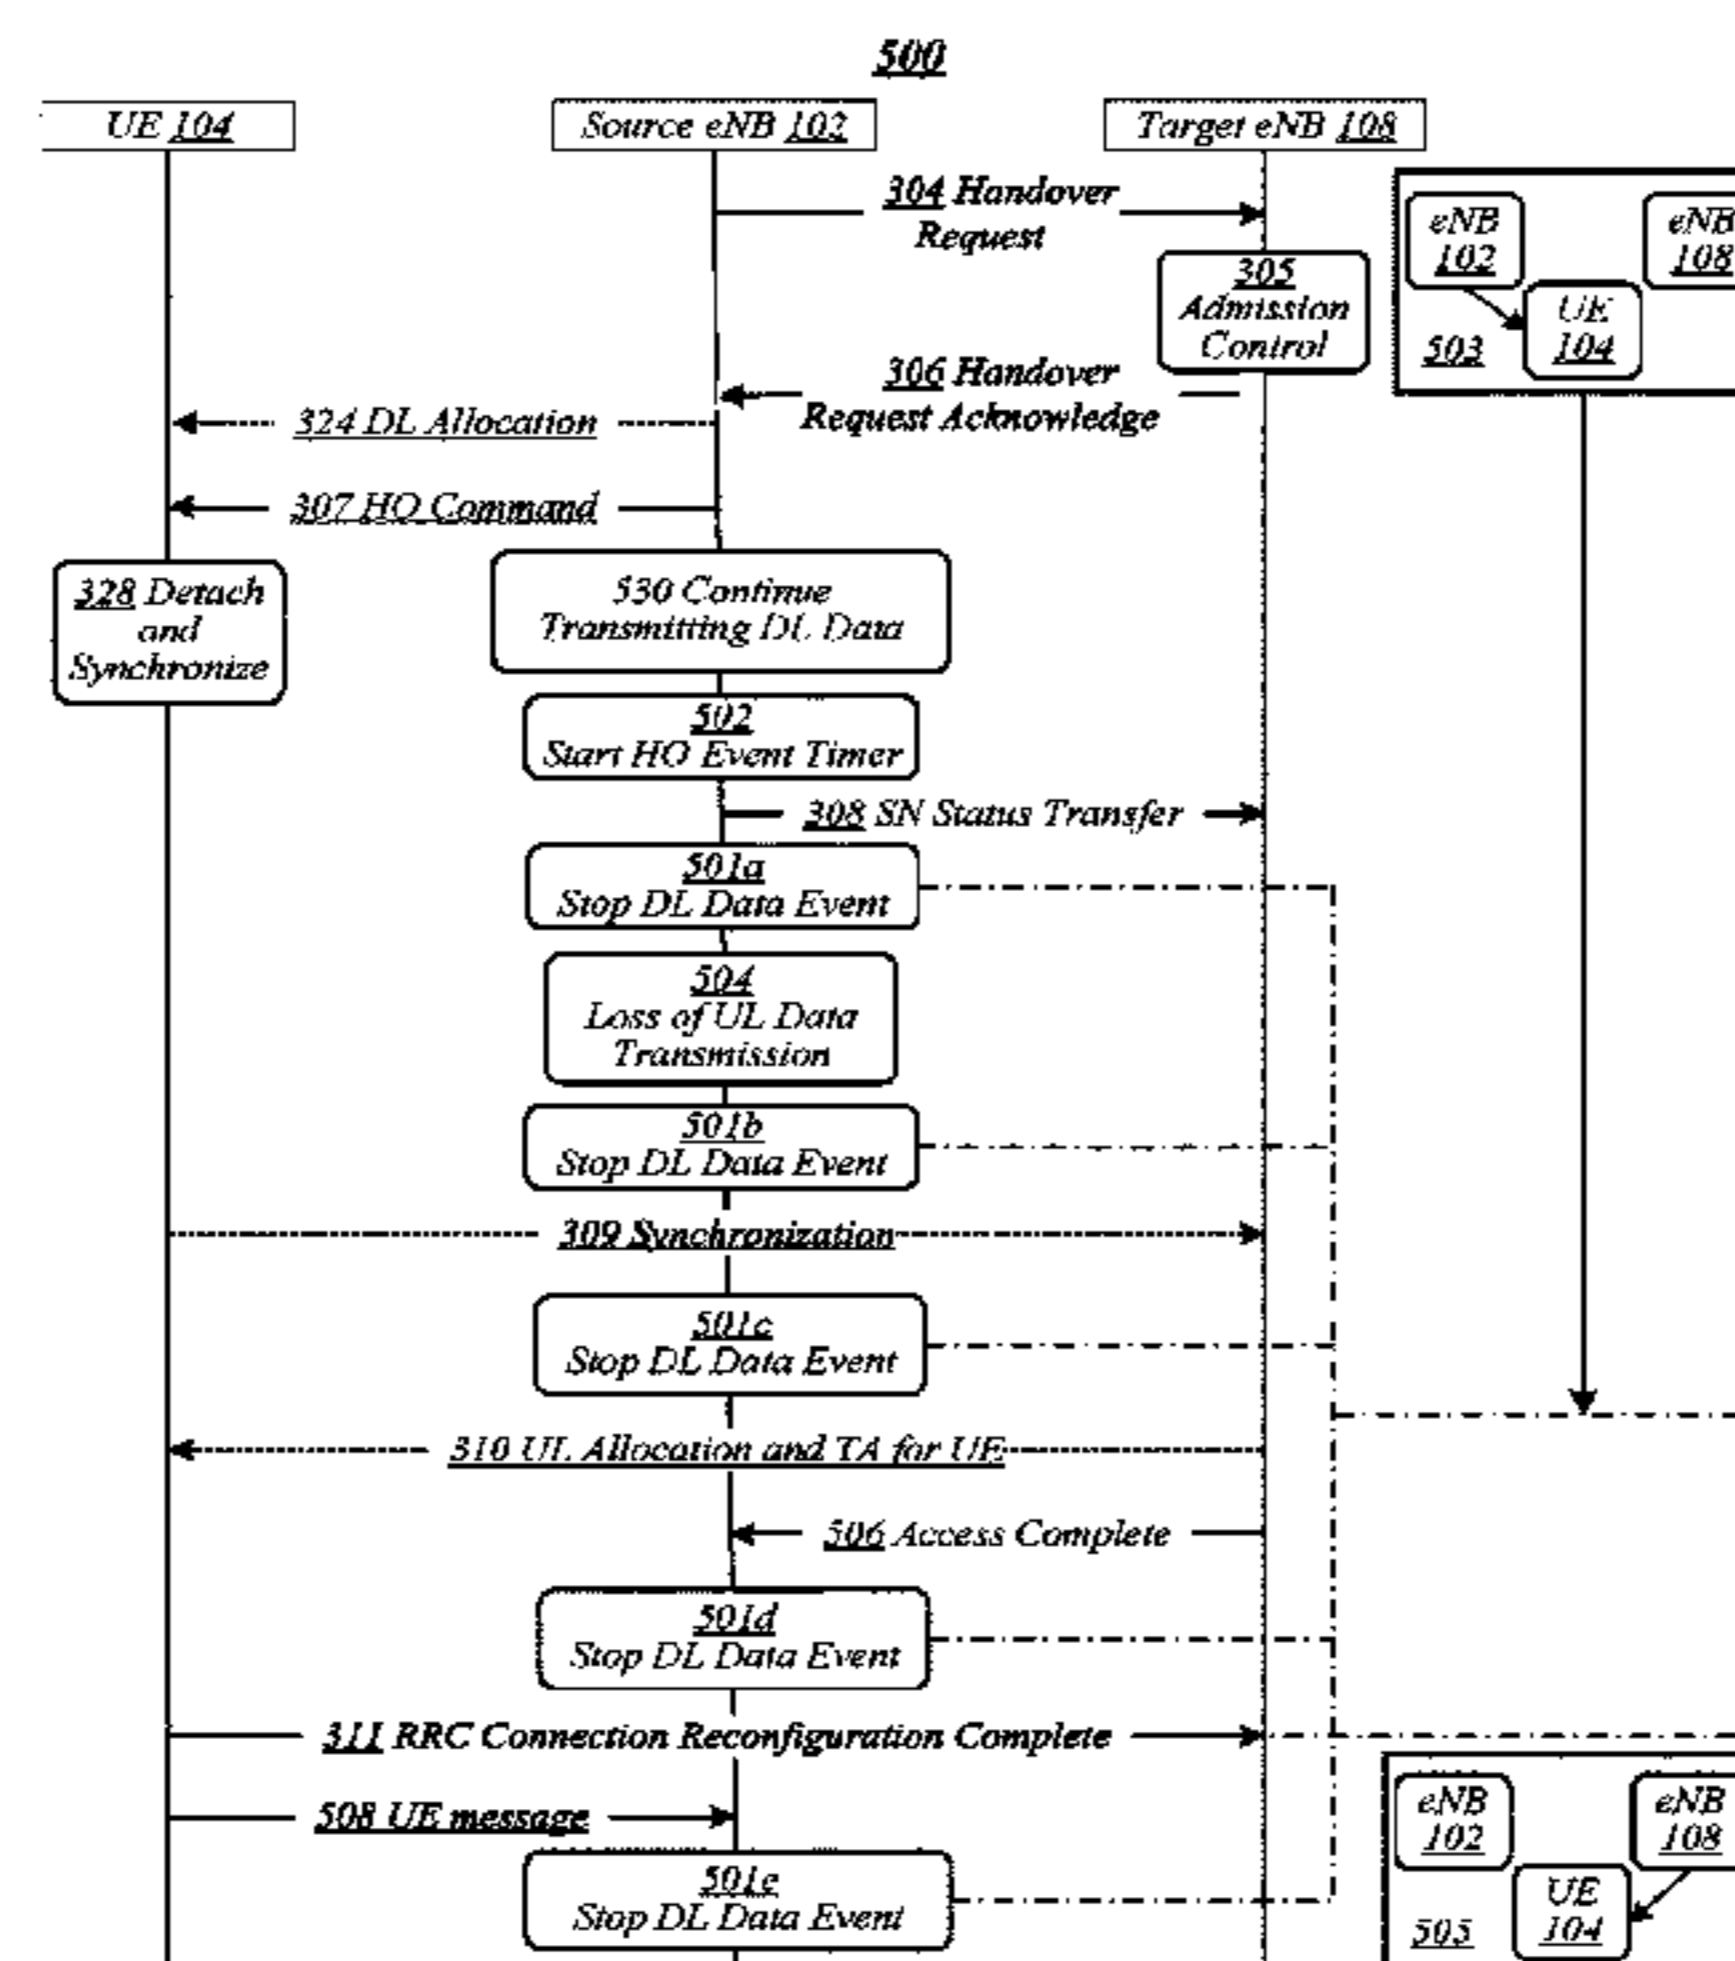 500
UE 104
Source eNB 102
Target eNB 108
304 Handover
Request
eNB
102
eNB
108
UE
104
503
305
Admission
Control
306 Handover
Request Acknowledge
324 DL Allocation
307 HO Command
328 Detach
and
Synchronize
530 Continue
Transmitting DL Data
502
Start HO Event Timer
308 SN Status Transfer
501a
Stop DL Data Event
504
Loss of UL Data
Transmission
501b
Stop DL Data Event
309 Synchronization
501c
Stop DL Data Event
310 UL Allocation and TA for UE
506 Access Complete
501d
Stop DL Data Event
311 RRC Connection Reconfiguration Complete
508 UE message
501e
Stop DL Data Event
eNB
102
eNB
108
UE
104
505